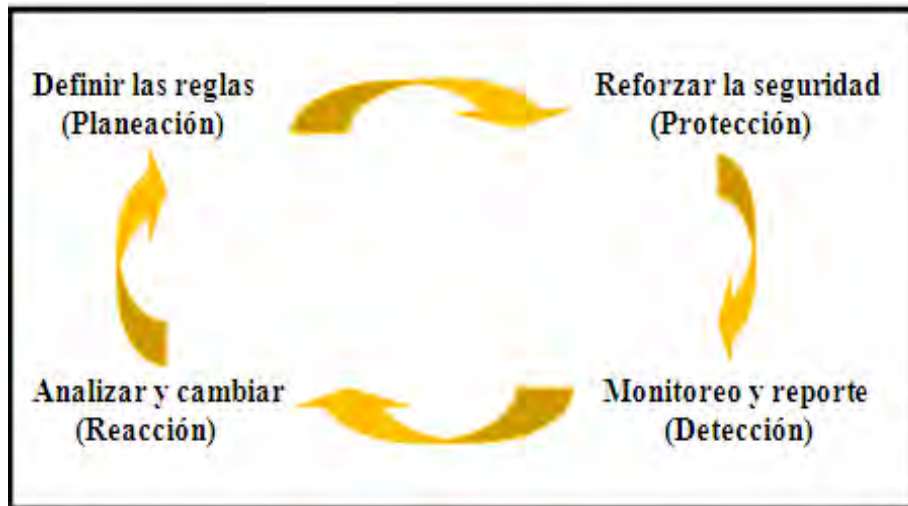 Definir las reglas
(Planeación)
Reforzar la seguridad
(Protección)
Analizar y cambiar
(Reacción)
Monitoreo y reporte
(Detección)